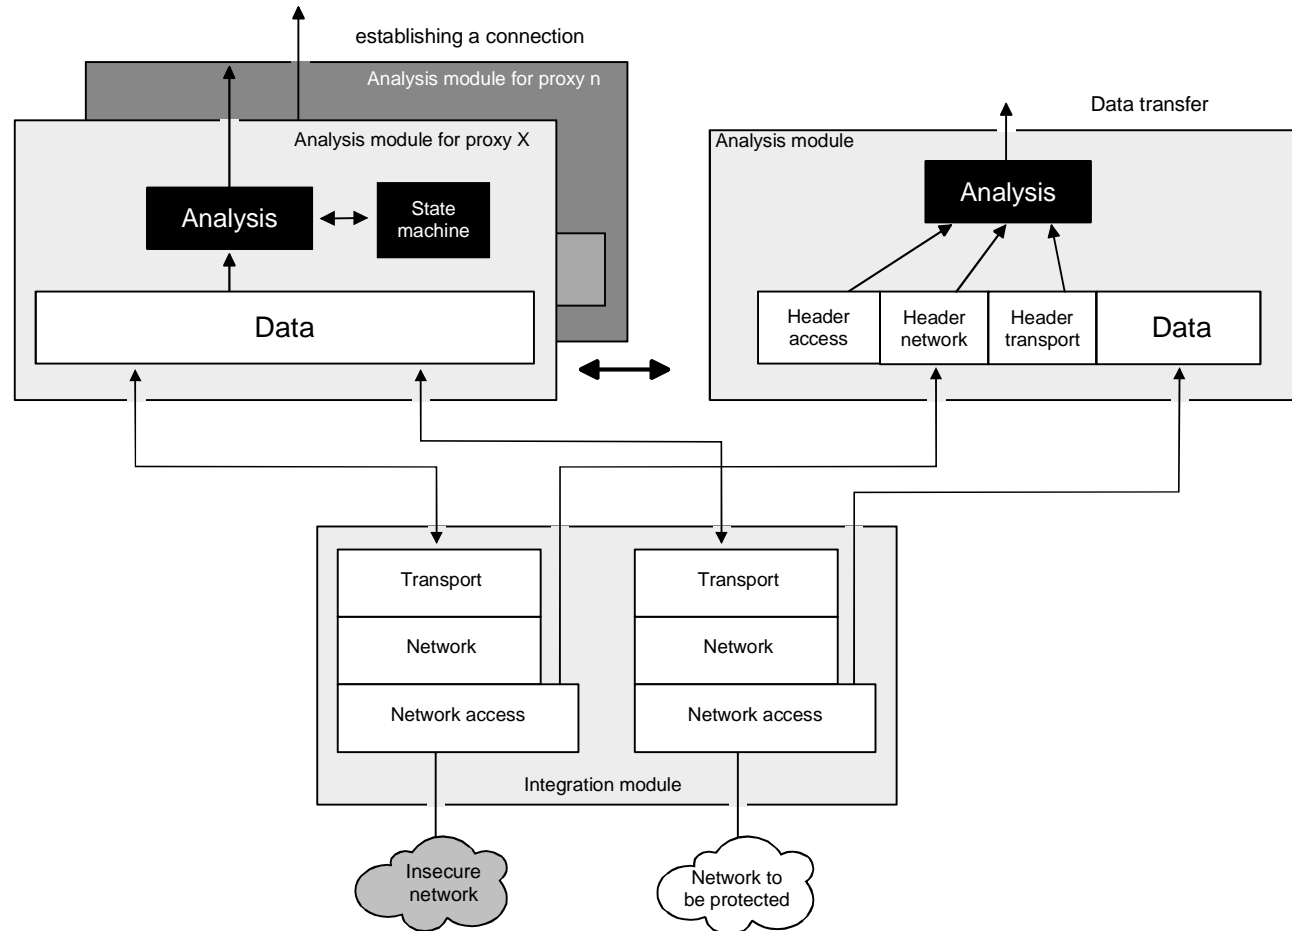 establishing a connection
Analysis module for proxy n
Analysis module for proxy X
Analysis
State
machine
Data
Data transfer
Analysis module
Analysis
Header
access
Header
network
Header
transport
Data
Transport
Network
Network access
Transport
Network
Network access
Integration module
Insecure
network
Network to
be protected